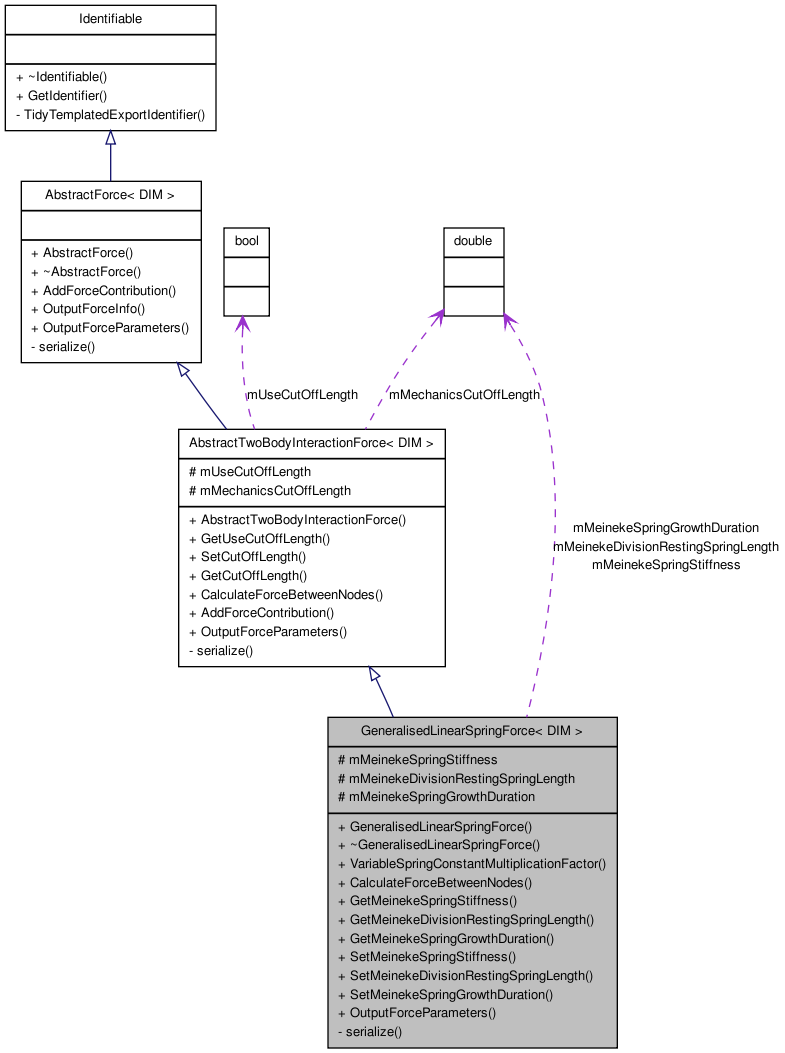 Identifiable
+ ~Identifiable()
+ GetIdentifier()
- TidyTemplatedExportIdentifier()
AbstractForce< DIM >
+ AbstractForce()
+ ~AbstractForce()
+ AddForceContribution()
+ OutputForceInfo()
+ OutputForceParameters()
- serialize()
bool
double
mUseCutOffLength
mMechanicsCutOffLength
AbstractTwoBodyInteractionForce< DIM >
# mUseCutOffLength
# mMechanicsCutOffLength
+ AbstractTwoBodyInteractionForce()
+ GetUseCutOffLength()
+ SetCutOffLength()
+ GetCutOffLength()
+ CalculateForceBetweenNodes()
+ AddForceContribution()
+ OutputForceParameters()
- serialize()
mMeinekeSpringGrowthDuration
mMeinekeDivisionRestingSpringLength
mMeinekeSpringStiffness
GeneralisedLinearSpringForce< DIM >
# mMeinekeSpringStiffness
# mMeinekeDivisionRestingSpringLength
# mMeinekeSpringGrowthDuration
+ GeneralisedLinearSpringForce()
+ ~GeneralisedLinearSpringForce()
+ VariableSpringConstantMultiplicationFactor()
+ CalculateForceBetweenNodes()
+ GetMeinekeSpringStiffness()
+ GetMeinekeDivisionRestingSpringLength()
+ GetMeinekeSpringGrowthDuration()
+ SetMeinekeSpringStiffness()
+ SetMeinekeDivisionRestingSpringLength()
+ SetMeinekeSpringGrowthDuration()
+ OutputForceParameters()
- serialize()